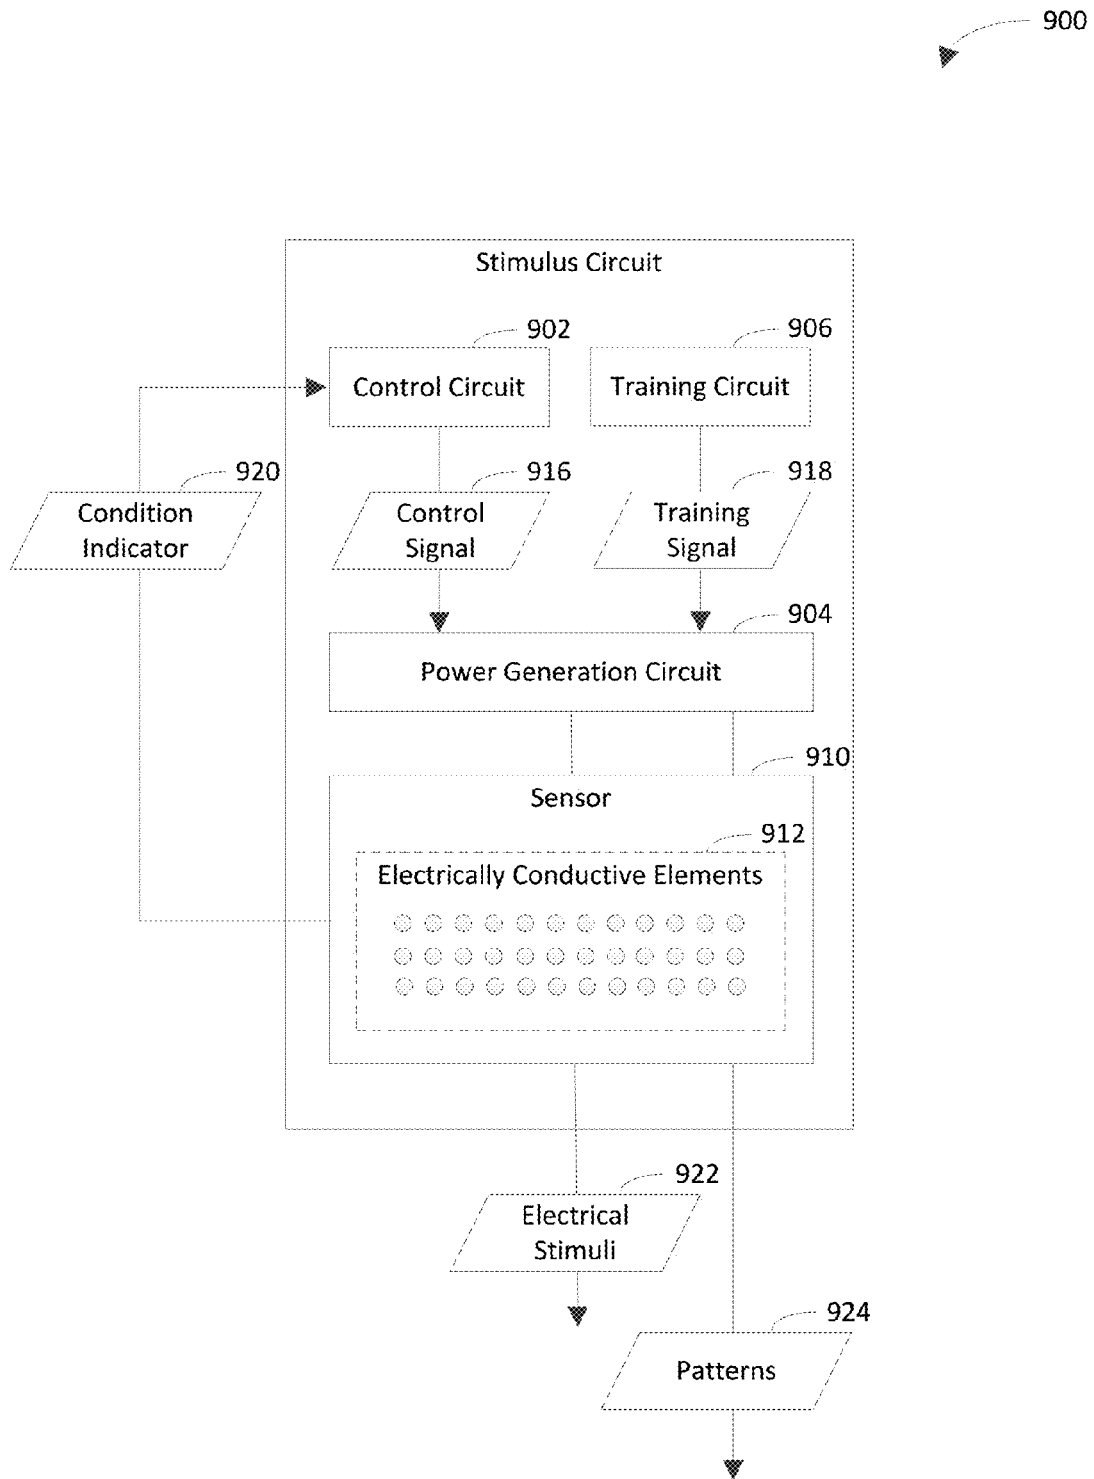 900
Stimulus Circuit
902
906
Control Circuit
Training Circuit
920
916
918
Condition
Indicator
Control
Signal
Training
Signal
904
Power Generation Circuit
910
Sensor
912
Electrically Conductive Elements
922
Electrical
Stimuli
924
Patterns